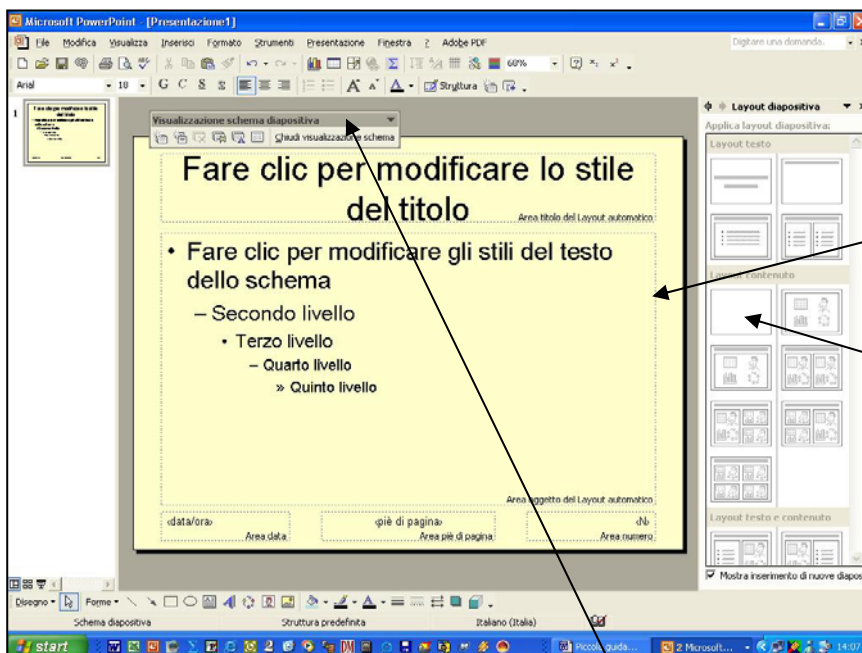 Microsoft PowerPoint - [Presentazione1]
File Modifica Visualizza Inserisci Formato Strumenti Presentazione Finestra ? Adobe PDF
Digitare una domanda.
60%
Arial 18 G C S S Struttura
1
Visualizzazione schema diapositiva
Chiudi visualizzazione schema
Layout diapositiva
Applica layout diapositiva:
Layout testo
Fare clic per modificare lo stile
del titolo
Area titolo del Layout automatico
• Fare clic per modificare gli stili del testo
dello schema
– Secondo livello
• Terzo livello
– Quarto livello
» Quinto livello
Layout contenuto
Area oggetto del Layout automatico
‹data/ora›
Area data
‹piè di pagina›
Area piè di pagina
‹N›
Area numero
Layout testo e contenuto
Mostra inserimento di nuove diapos
Disegno Forme
Schema diapositiva Struttura predefinita Italiano (Italia)
start Piccola guida... 2 Microsoft... 14:07